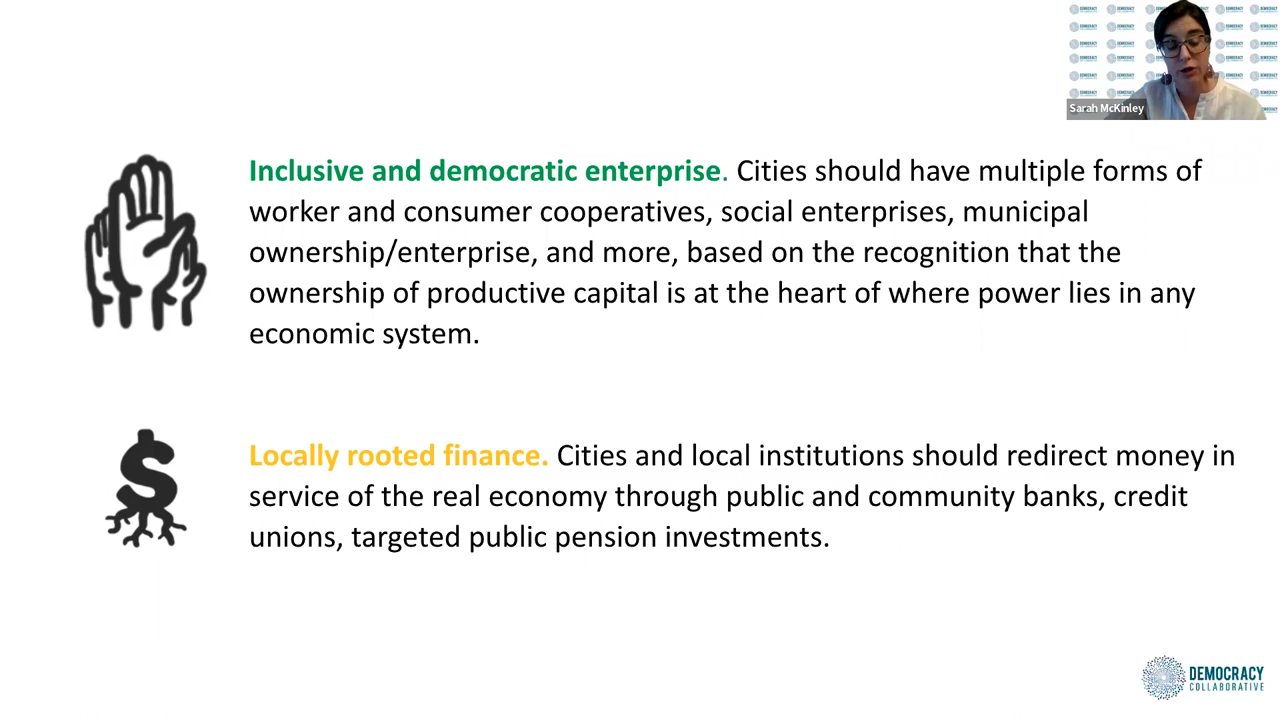 Sarah McKinley
Inclusive and democratic enterprise. Cities should have multiple forms of
worker and consumer cooperatives, social enterprises, municipal
ownership/enterprise, and more, based on the recognition that the
ownership of productive capital is at the heart of where power lies in any
economic system.
Locally rooted finance. Cities and local institutions should redirect money in
service of the real economy through public and community banks, credit
unions, targeted public pension investments.
DEMOCRACY
COLLABORATIVE